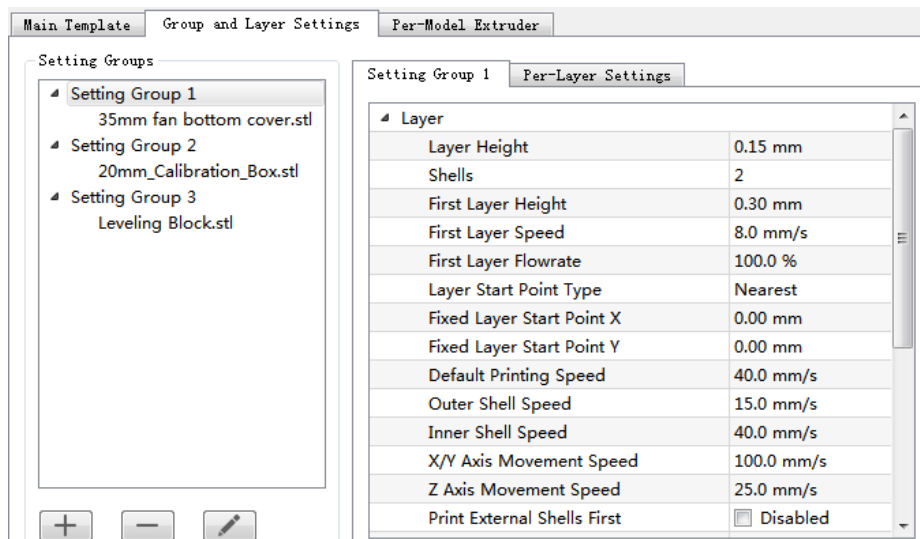 Main Template Group and Layer Settings Per-Model Extruder
Setting Groups
Setting Group 1
35mm fan bottom cover.stl
Setting Group 2
20mm_Calibration_Box.stl
Setting Group 3
Leveling Block.stl
Setting Group 1 Per-Layer Settings
Layer
Layer Height 0.15 mm
Shells 2
First Layer Height 0.30 mm
First Layer Speed 8.0 mm/s
First Layer Flowrate 100.0 %
Layer Start Point Type Nearest
Fixed Layer Start Point X 0.00 mm
Fixed Layer Start Point Y 0.00 mm
Default Printing Speed 40.0 mm/s
Outer Shell Speed 15.0 mm/s
Inner Shell Speed 40.0 mm/s
X/Y Axis Movement Speed 100.0 mm/s
Z Axis Movement Speed 25.0 mm/s
Print External Shells First Disabled